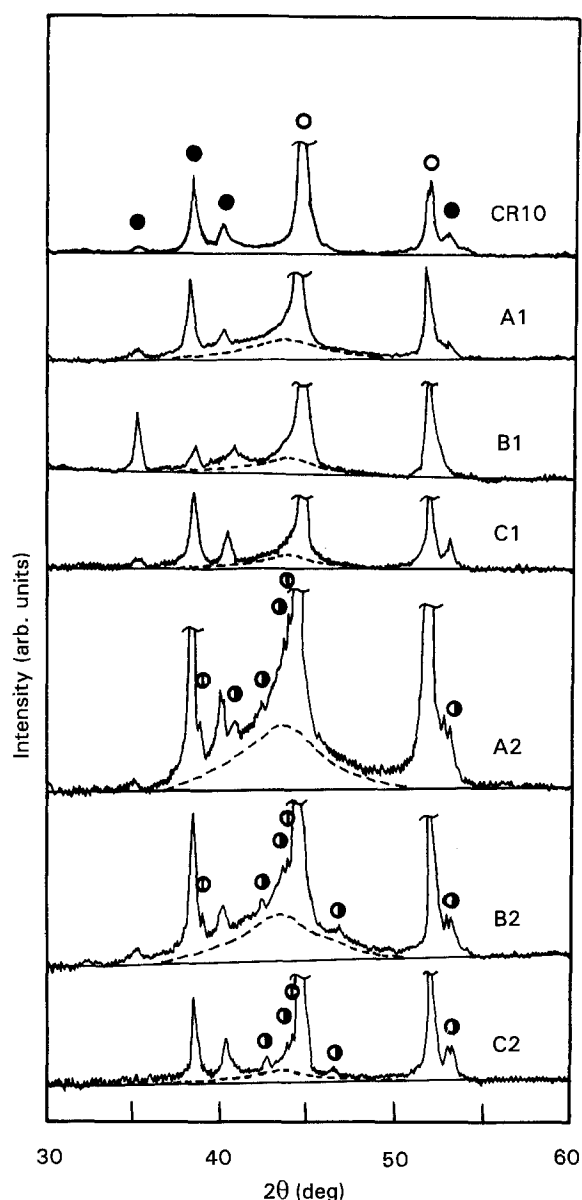 CR10
A1
B1
C1
A2
B2
C2
Intensity (arb. units)
30 40 50 60
2θ (deg)